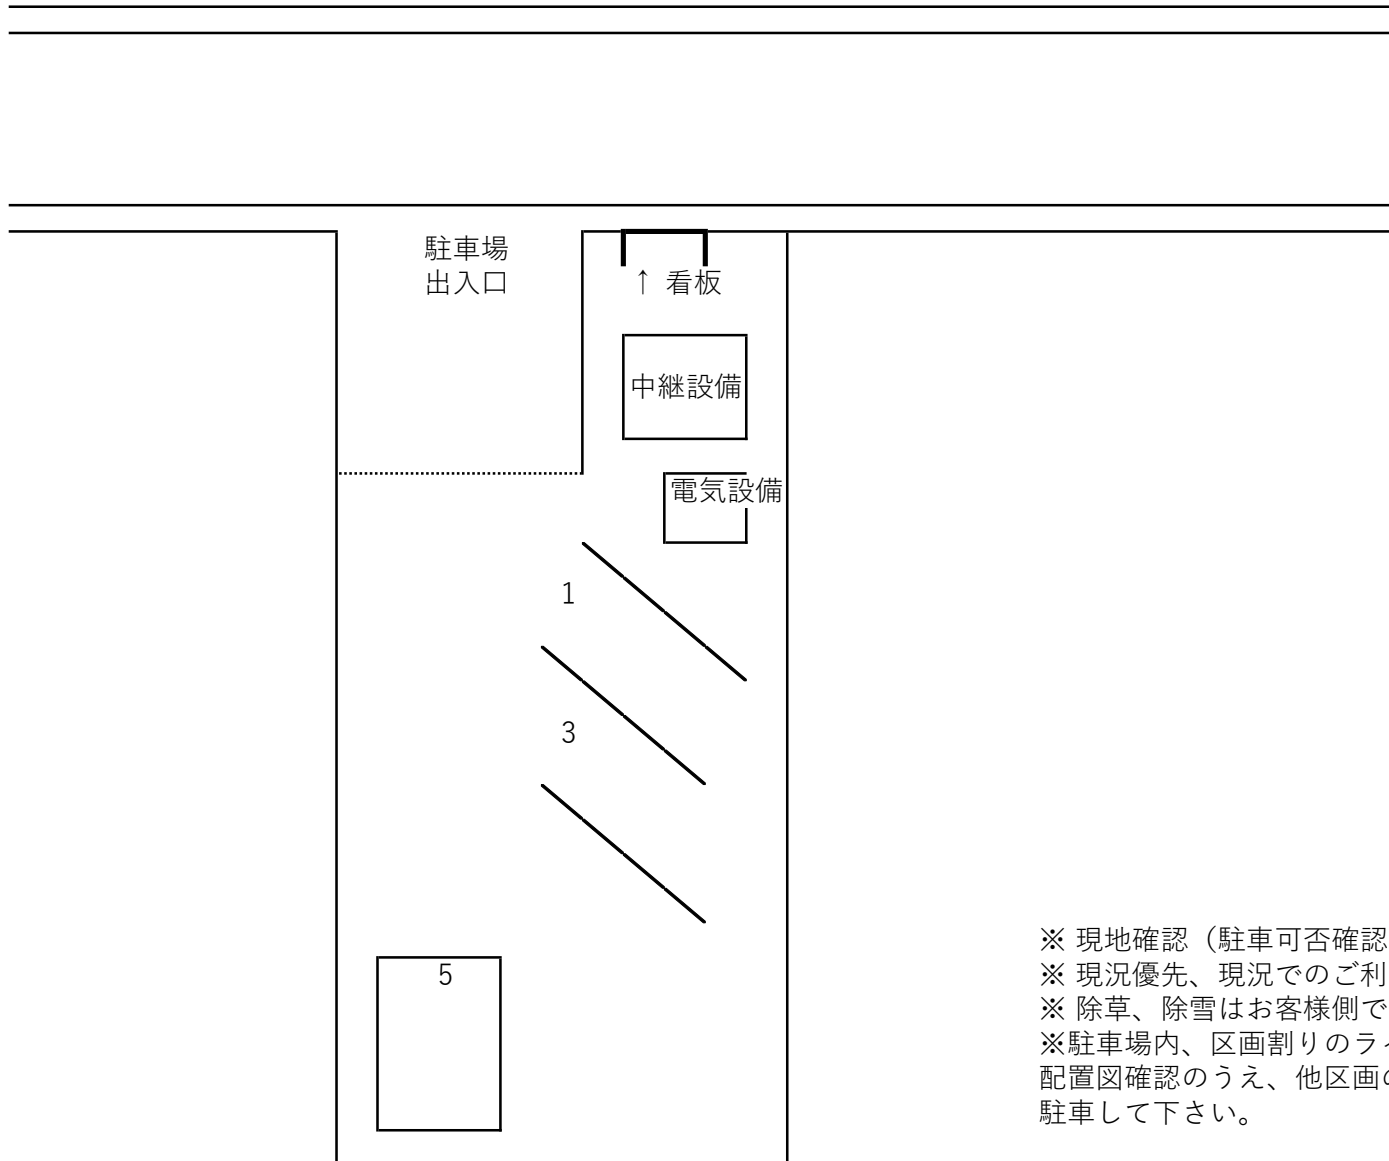 駐車場
出入口
↑ 看板
中継設備
電気設備
1
3
5
※ 現地確認（駐車可否確認
※ 現況優先、現況でのご利
※ 除草、除雪はお客様側で
※駐車場内、区画割りのラ
配置図確認のうえ、他区画
駐車して下さい。